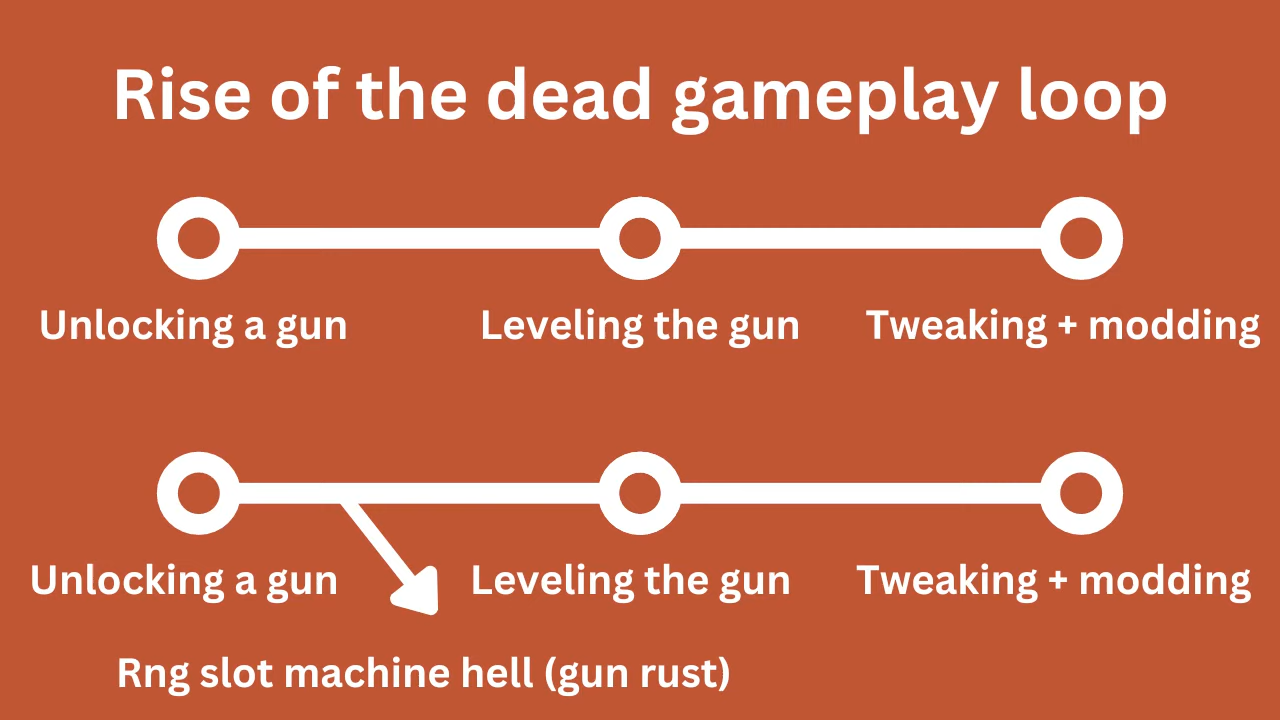 Rise of the dead gameplay loop
Unlocking a gun
Leveling the gun
Tweaking + modding
Unlocking a gun
Leveling the gun
Tweaking + modding
Rng slot machine hell (gun rust)